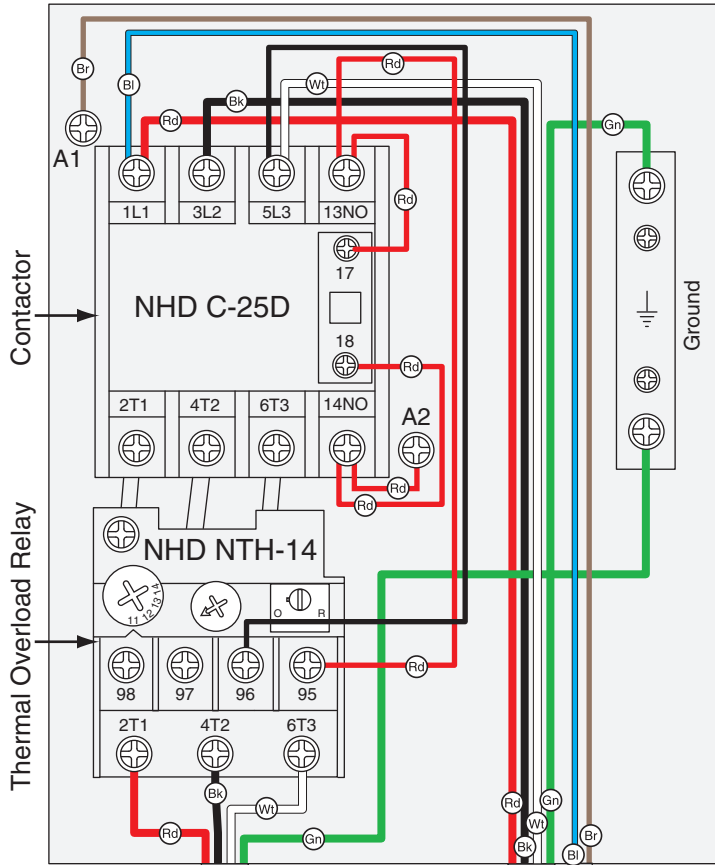 Br
Bl
Rd
Bk
Wt
Rd
Gn
A1
1L1 3L2 5L3 13NO
Rd
17
Contactor
NHD C-25D
Ground
18
Rd
2T1 4T2 6T3 14NO
A2
Rd
Rd
Thermal Overload Relay
NHD NTH-14
11 12 13 14
O R
98 97 96 95
Rd
2T1 4T2 6T3
Bk
Wt
Rd
Gn
Rd
Bk
Wt
Gn
Bl
Br